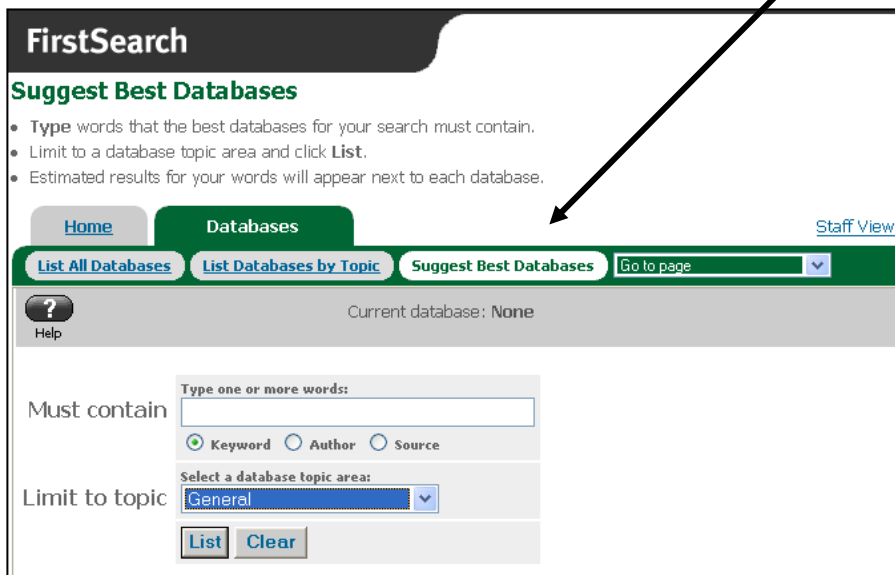 FirstSearch
Suggest Best Databases
• Type words that the best databases for your search must contain.
• Limit to a database topic area and click List.
• Estimated results for your words will appear next to each database.
Home Databases Staff View
List All Databases List Databases by Topic Suggest Best Databases Go to page
? Current database: None
Help
Type one or more words:
Must contain
Keyword Author Source
Select a database topic area:
Limit to topic General
List Clear